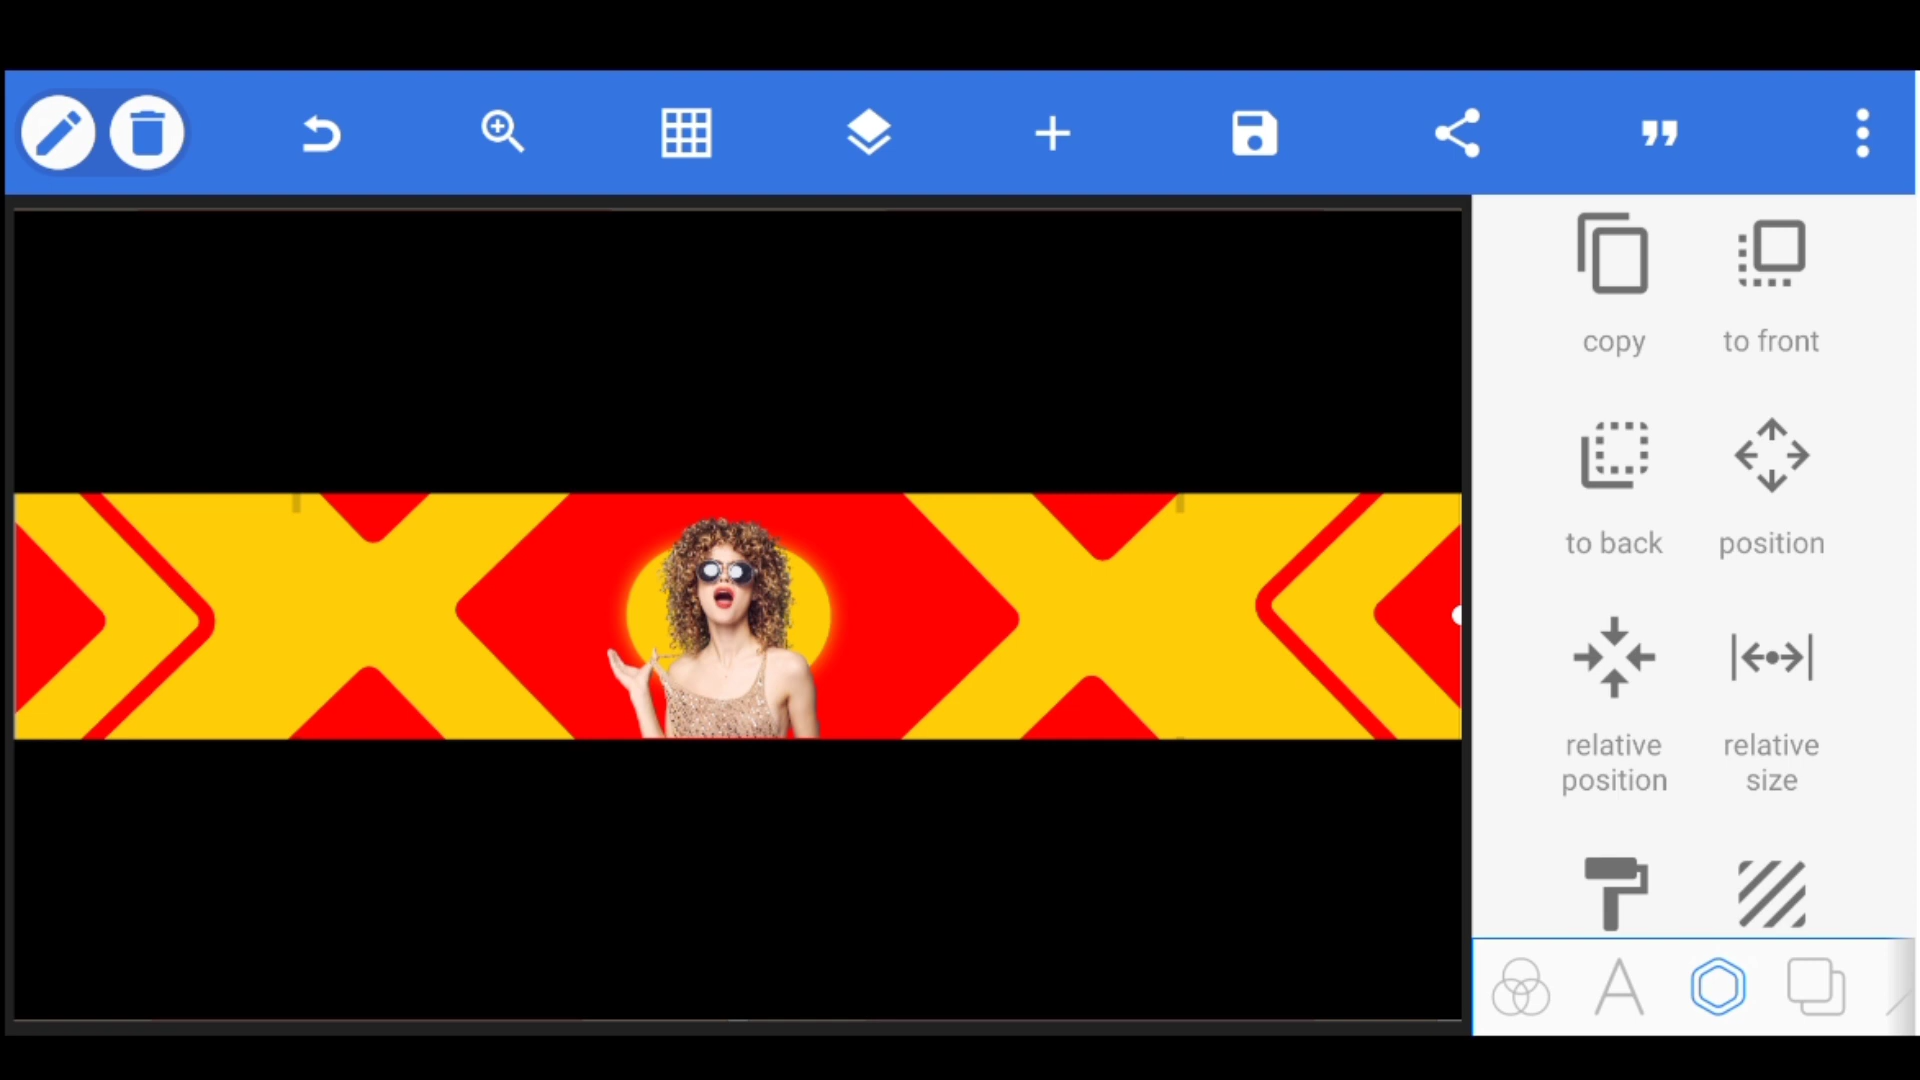 copy
to front
to back
position
relative
position
relative
size